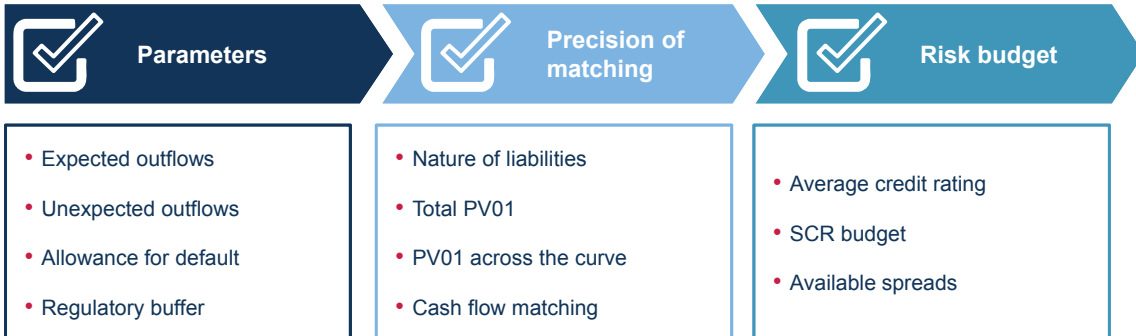 Parameters
Precision of
matching
Risk budget
• Expected outflows
• Unexpected outflows
• Allowance for default
• Regulatory buffer
• Nature of liabilities
• Total PV01
• PV01 across the curve
• Cash flow matching
• Average credit rating
• SCR budget
• Available spreads